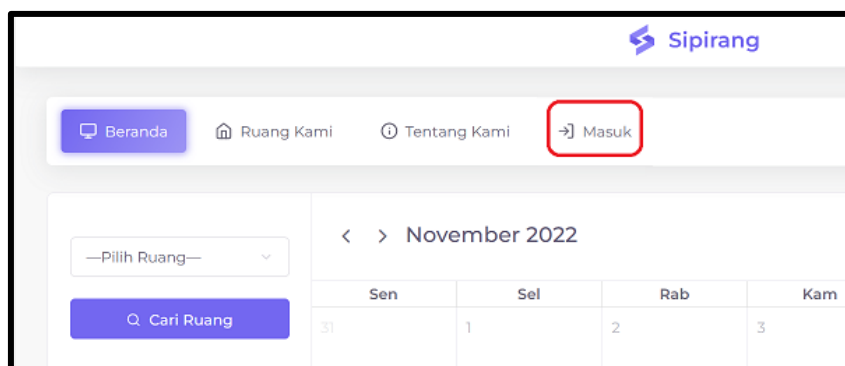 Sipirang
Beranda Ruang Kami Tentang Kami Masuk
November 2022
—Pilih Ruang—
Cari Ruang
Sen Sel Rab Kam
31 1 2 3